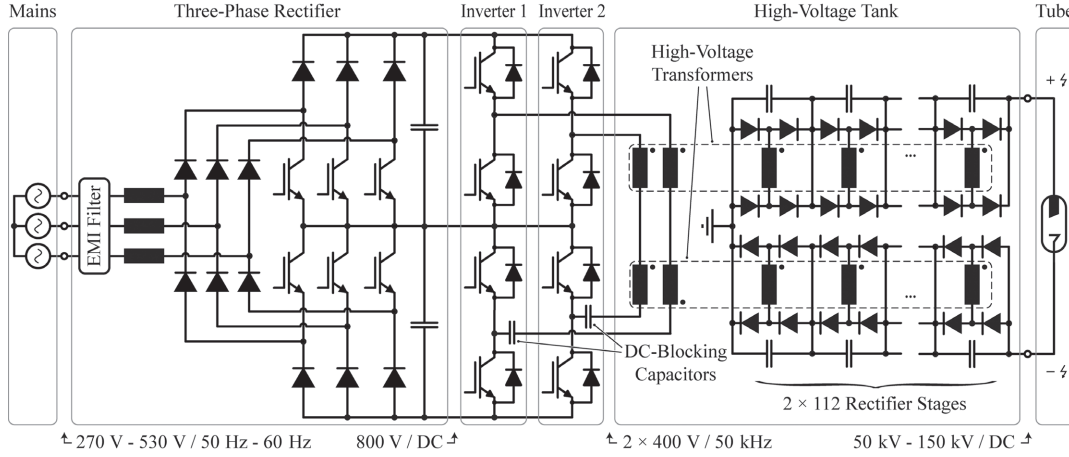 Mains
Three-Phase Rectifier
Inverter 1
Inverter 2
High-Voltage Tank
Tube
High-Voltage
Transformers
+
EMI Filter
...
...
DC-Blocking
Capacitors
−
2 × 112 Rectifier Stages
270 V - 530 V / 50 Hz - 60 Hz
800 V / DC
2 × 400 V / 50 kHz
50 kV - 150 kV / DC